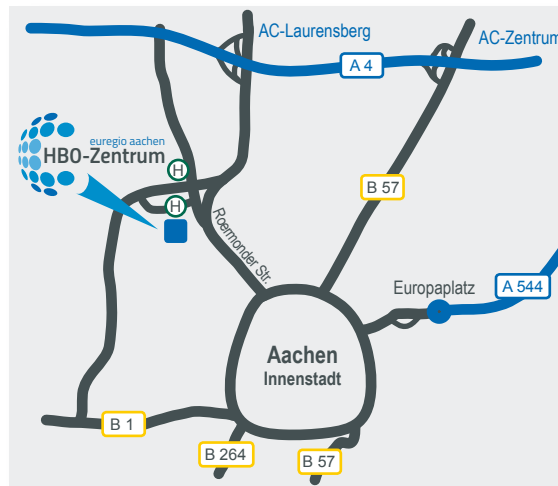 AC-Laurensberg
AC-Zentrum
A 4
euregio aachen
HBO-Zentrum
H
B 57
H
Roermonder Str.
Europaplatz
A 544
Aachen
Innenstadt
B 1
B 264
B 57